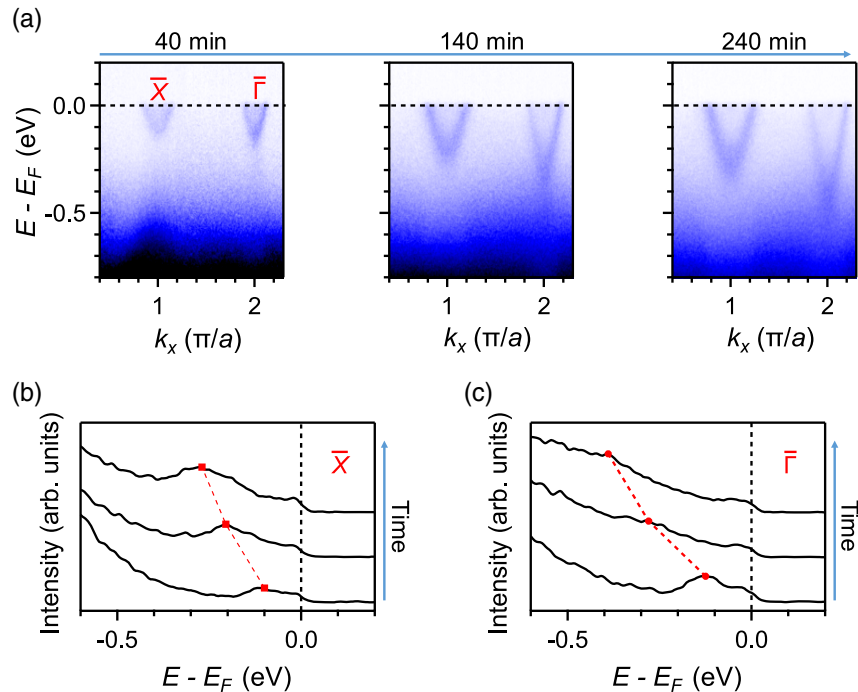 (a)
40 min 140 min 240 min
X̅ Γ̅
E - E_F (eV)
0.0
-0.5
1 2 1 2 1 2
k_x (π/a) k_x (π/a) k_x (π/a)
(b)
Intensity (arb. units)
X̅
Time
-0.5 0.0
E - E_F (eV)
(c)
Intensity (arb. units)
Γ̅
Time
-0.5 0.0
E - E_F (eV)